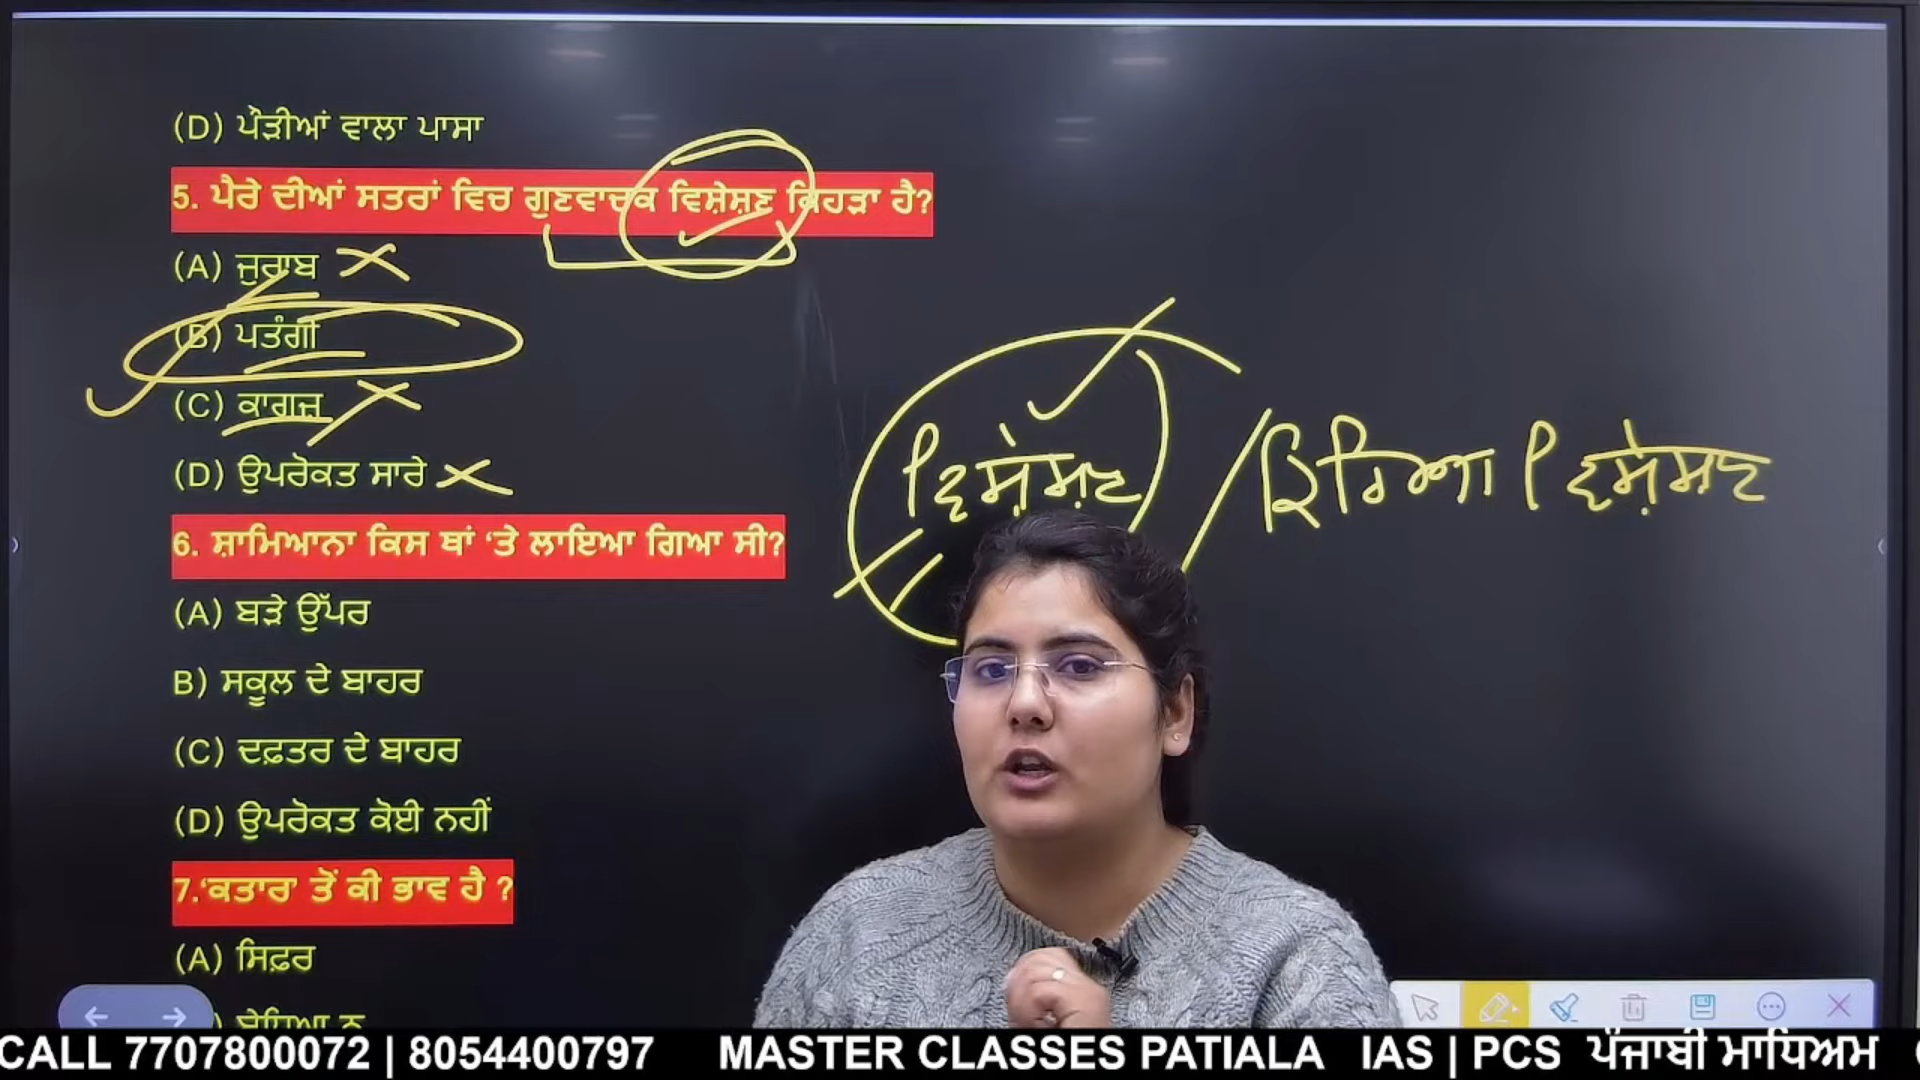 (D) ਪੌੜੀਆਂ ਵਾਲਾ ਪਾਸਾ
5. ਪੈਰੇ ਦੀਆਂ ਸਤਰਾਂ ਵਿਚ ਗੁਣਵਾਚਕ ਵਿਸ਼ੇਸ਼ਣ ਕਿਹੜਾ ਹੈ?
(A) ਜੁਰਾਬ
(B) ਪਤੰਗੀ
(C) ਕਾਗਜ਼
(D) ਉਪਰੋਕਤ ਸਾਰੇ
ਵਿਸ਼ੇਸ਼ਣ / ਕਿਰਿਆ ਵਿਸ਼ੇਸ਼ਣ
6. ਸ਼ਾਮਿਆਨਾ ਕਿਸ ਥਾਂ ‘ਤੇ ਲਾਇਆ ਗਿਆ ਸੀ?
(A) ਬੜੇ ਉੱਪਰ
B) ਸਕੂਲ ਦੇ ਬਾਹਰ
(C) ਦਫ਼ਤਰ ਦੇ ਬਾਹਰ
(D) ਉਪਰੋਕਤ ਕੋਈ ਨਹੀਂ
7.‘ਕਤਾਰ’ ਤੋਂ ਕੀ ਭਾਵ ਹੈ ?
(A) ਸਿਫ਼ਰ
CALL 7707800072 | 8054400797 MASTER CLASSES PATIALA IAS | PCS ਪੰਜਾਬੀ ਮਾਧਿਅਮ